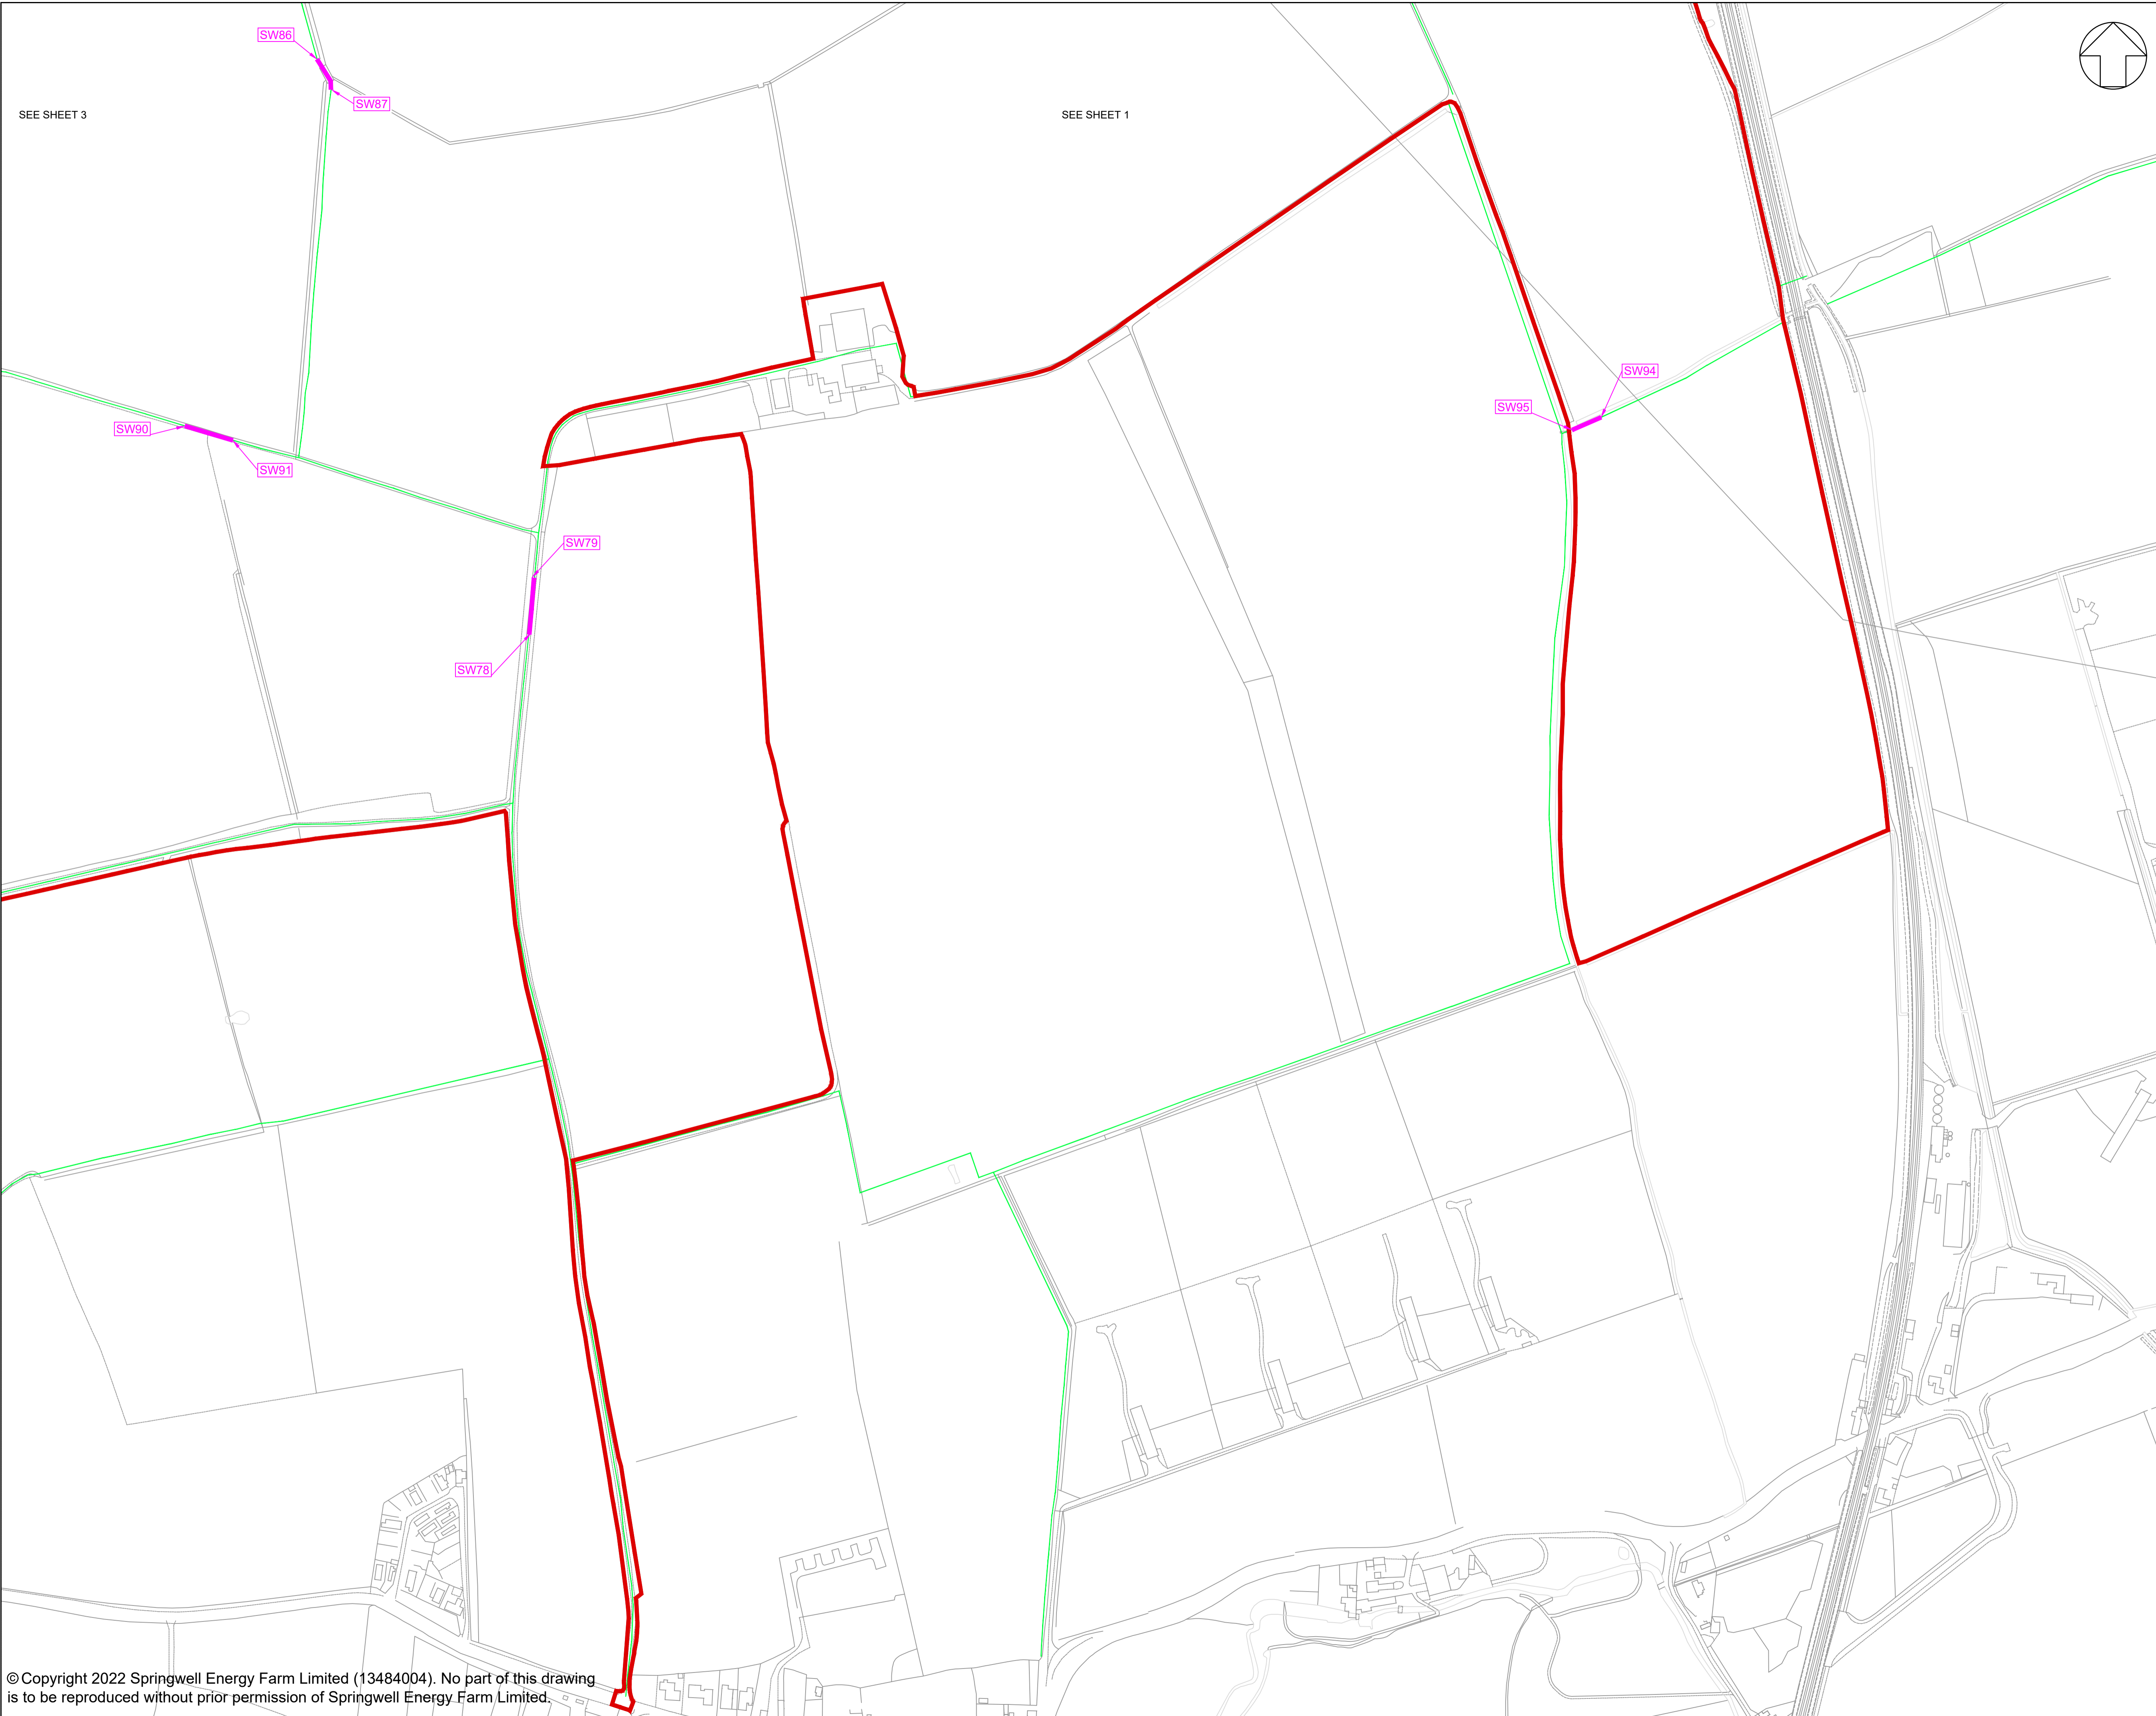 SW86
SW87
SEE SHEET 3
SEE SHEET 1
SW94
SW95
SW90
SW91
SW79
SW78
© Copyright 2022 Springwell Energy Farm Limited (13484004). No part of this drawing
is to be reproduced without prior permission of Springwell Energy Farm Limited.